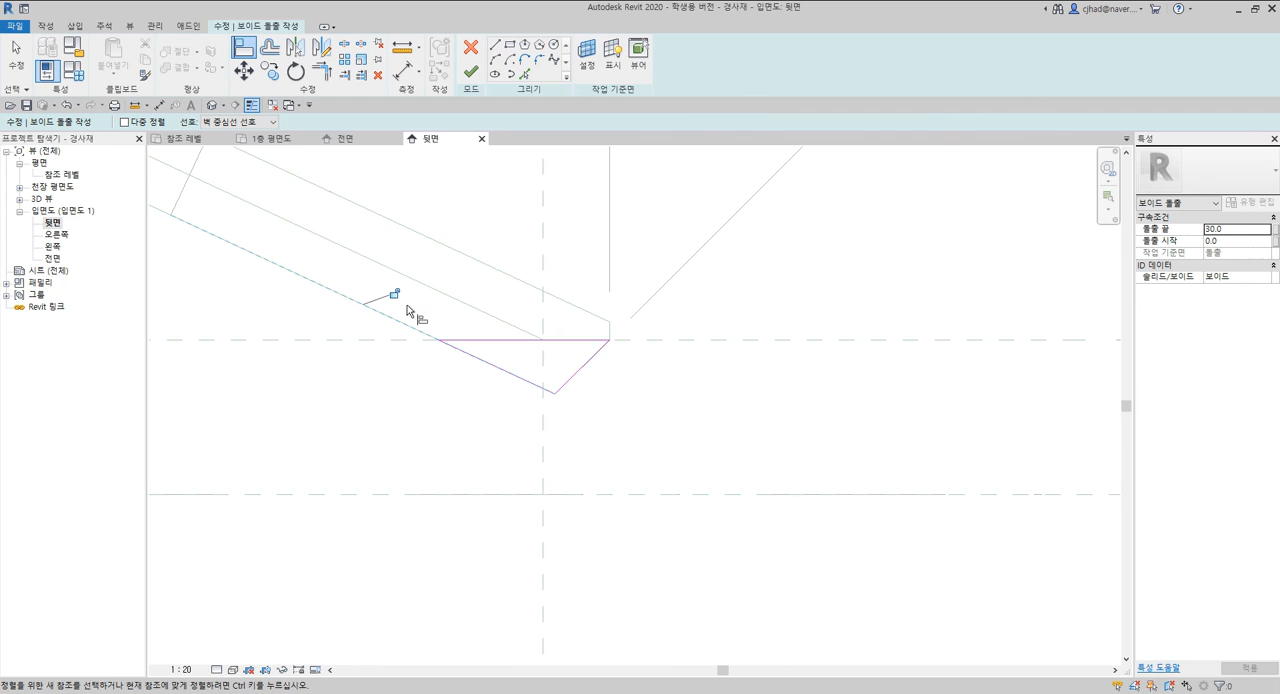 Autodesk Revit 2020 - 학생용 버전 - 경사재 - 입면도: 뒷면
cjhad@naver....
파일 작성 삽입 주석 뷰 관리 애드인 수정 | 보이드 돌출 작성
수정 붙여넣기 절단 결합 설정 표시 뷰어
선택 특성 클립보드 형상 수정 측정 작성 모드 그리기 작업 기준면
수정 | 보이드 돌출 작성 다중 정렬 선호: 벽 중심선 선호
프로젝트 탐색기 - 경사재 참조 레벨 1층 평면도 전면 뒷면 특성
뷰 (전체)
평면
참조 레벨
천장 평면도
3D 뷰
입면도 (입면도 1)
뒷면
오른쪽
왼쪽
전면
시트 (전체)
패밀리
그룹
Revit 링크
보이드 돌출 유형 편집
구속조건
돌출 끝 30.0
돌출 시작 0.0
작업 기준면 돌출
ID 데이터
솔리드/보이드 보이드
1 : 20
특성 도움말 적용
정렬을 위한 새 참조를 선택하거나 현재 참조에 맞게 정렬하려면 Ctrl 키를 누르십시오.
:0